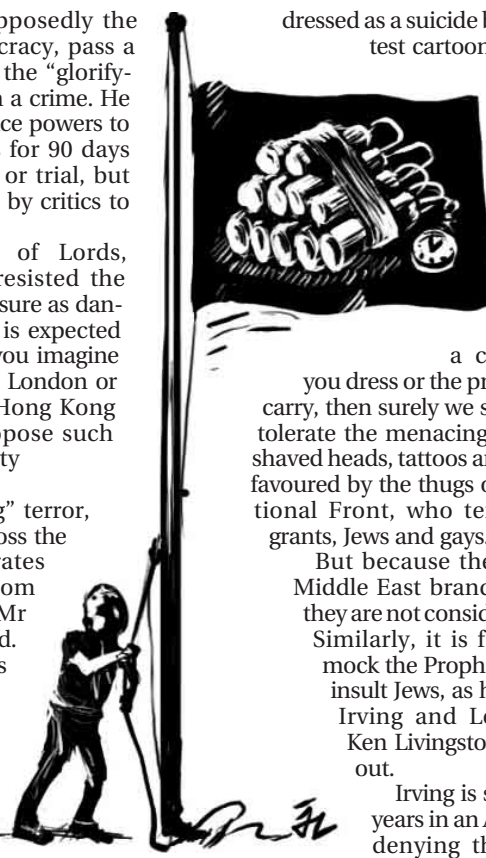 pposedly the
cracy, pass a
the “glorify-
n a crime. He
ice powers to
s for 90 days
or trial, but
by critics to
of Lords,
resisted the
sure as dan-
is expected
you imagine
London or
Hong Kong
pose such
ty
g” terror,
oss the
rates
om
Mr
d.
s
dressed as a suicide b
test cartoon
a c
you dress or the pr
carry, then surely we s
tolerate the menacing
shaved heads, tattoos a
favoured by the thugs o
tional Front, who te
grants, Jews and gays.
But because the
Middle East branc
they are not consid
Similarly, it is f
mock the Proph
insult Jews, as h
Irving and Lo
Ken Livingsto
out.
Irving is s
years in an A
denying th